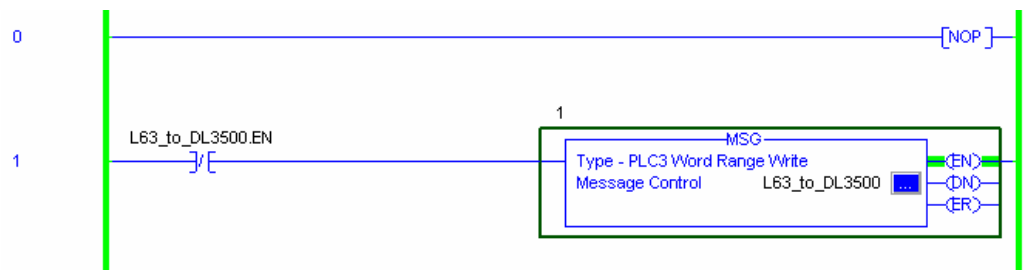 0
NOP
1
L63_to_DL3500.EN
MSG
1
Type - PLC3 Word Range Write
EN
Message Control L63_to_DL3500 ...
DN
ER